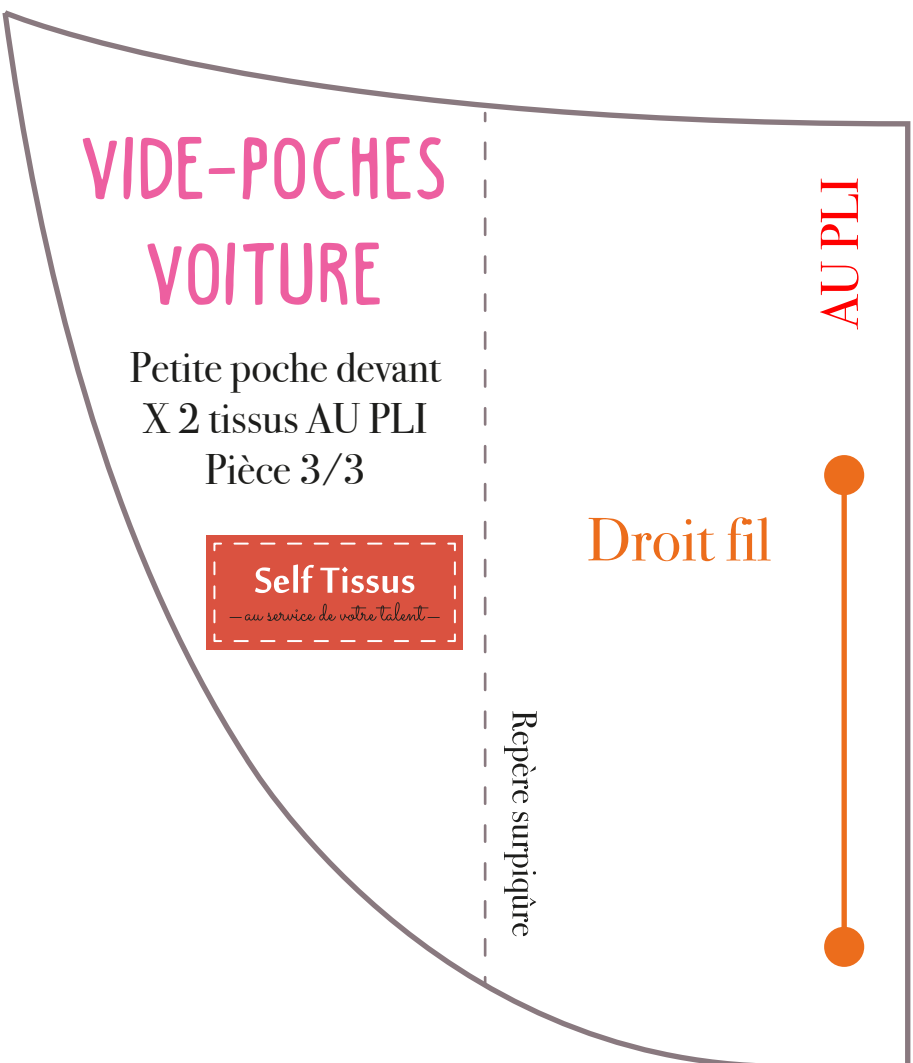 VIDE-POCHES
VOITURE
Petite poche devant
X 2 tissus AU PLI
Pièce 3/3
Self Tissus
au service de votre talent
Repère surpiqûre
Droit fil
AU PLI